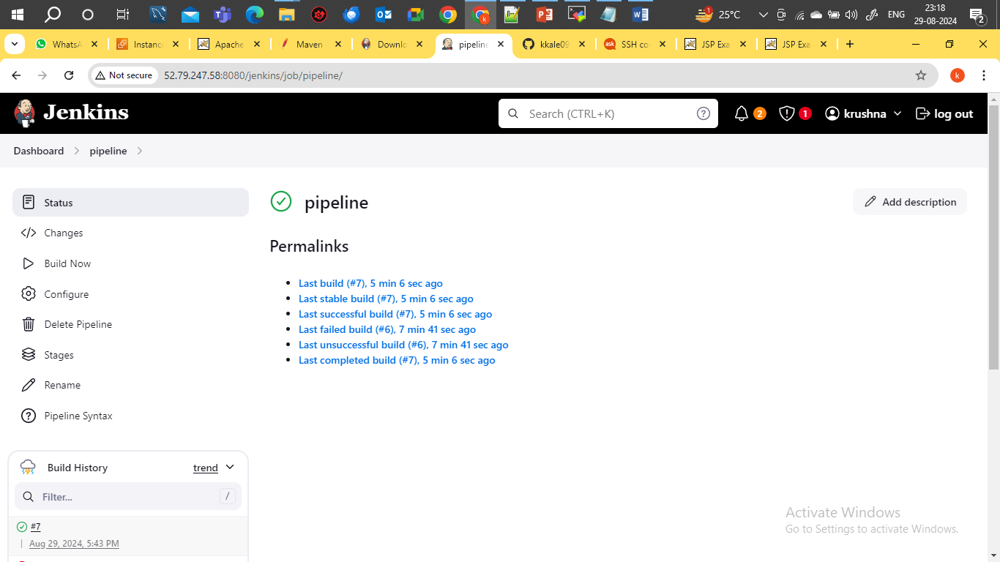 25°C
ENG
23:18
29-08-2024
2
WhatsA
Instanc
Apache
Maven
Downlo
pipeline
kkale09
SSH co
JSP Exa
JSP Exa
Not secure
52.79.247.58:8080/jenkins/job/pipeline/
k
Jenkins
Search (CTRL+K)
2
1
krushna
log out
Dashboard
pipeline
Status
Changes
Build Now
Configure
Delete Pipeline
Stages
Rename
Pipeline Syntax
pipeline
Add description
Permalinks
Last build (#7), 5 min 6 sec ago
Last stable build (#7), 5 min 6 sec ago
Last successful build (#7), 5 min 6 sec ago
Last failed build (#6), 7 min 41 sec ago
Last unsuccessful build (#6), 7 min 41 sec ago
Last completed build (#7), 5 min 6 sec ago
Build History
trend
Filter...
/
#7
Aug 29, 2024, 5:43 PM
Activate Windows
Go to Settings to activate Windows.